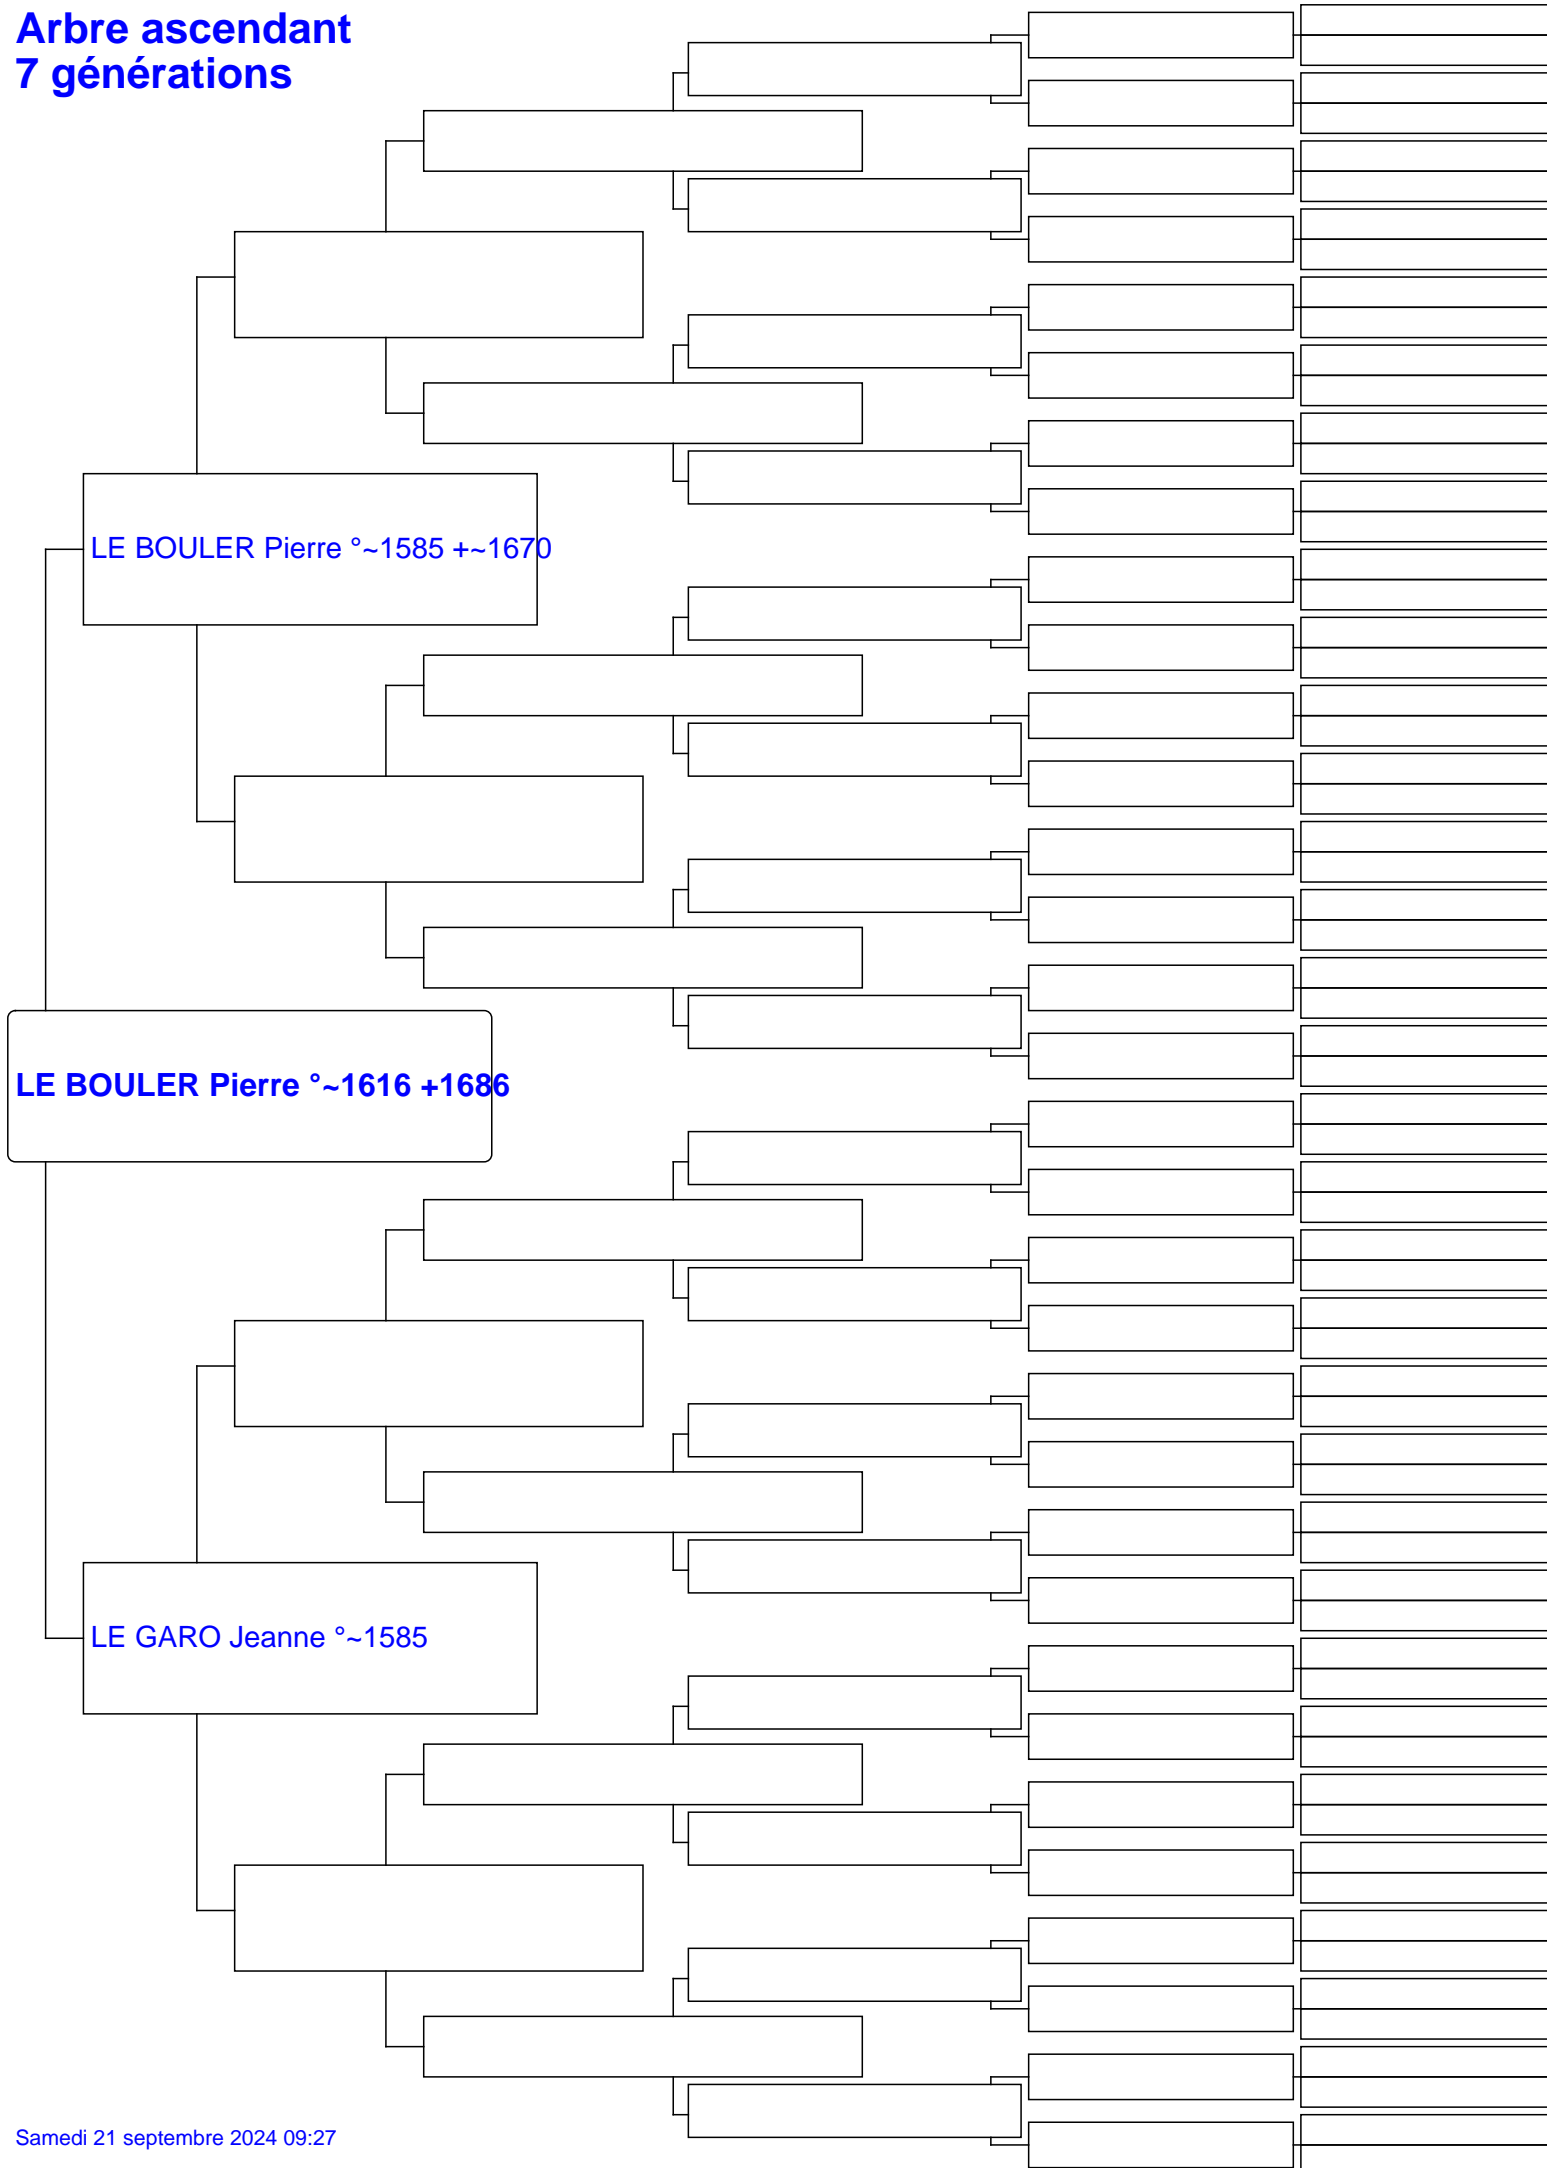 Arbre ascendant
7 générations
LE BOULER Pierre °~1585 +~1670
LE BOULER Pierre °~1616 +1686
LE GARO Jeanne °~1585
Samedi 21 septembre 2024 09:27